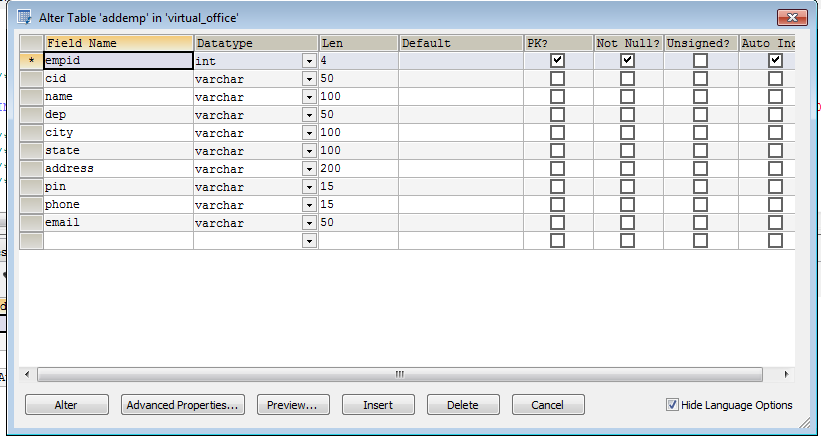 Alter Table 'addemp' in 'virtual_office'
Field Name Datatype Len Default PK? Not Null? Unsigned? Auto Inc
* empid int 4
cid varchar 50
name varchar 100
dep varchar 50
city varchar 100
state varchar 100
address varchar 200
pin varchar 15
phone varchar 15
email varchar 50
Alter Advanced Properties... Preview... Insert Delete Cancel Hide Language Options